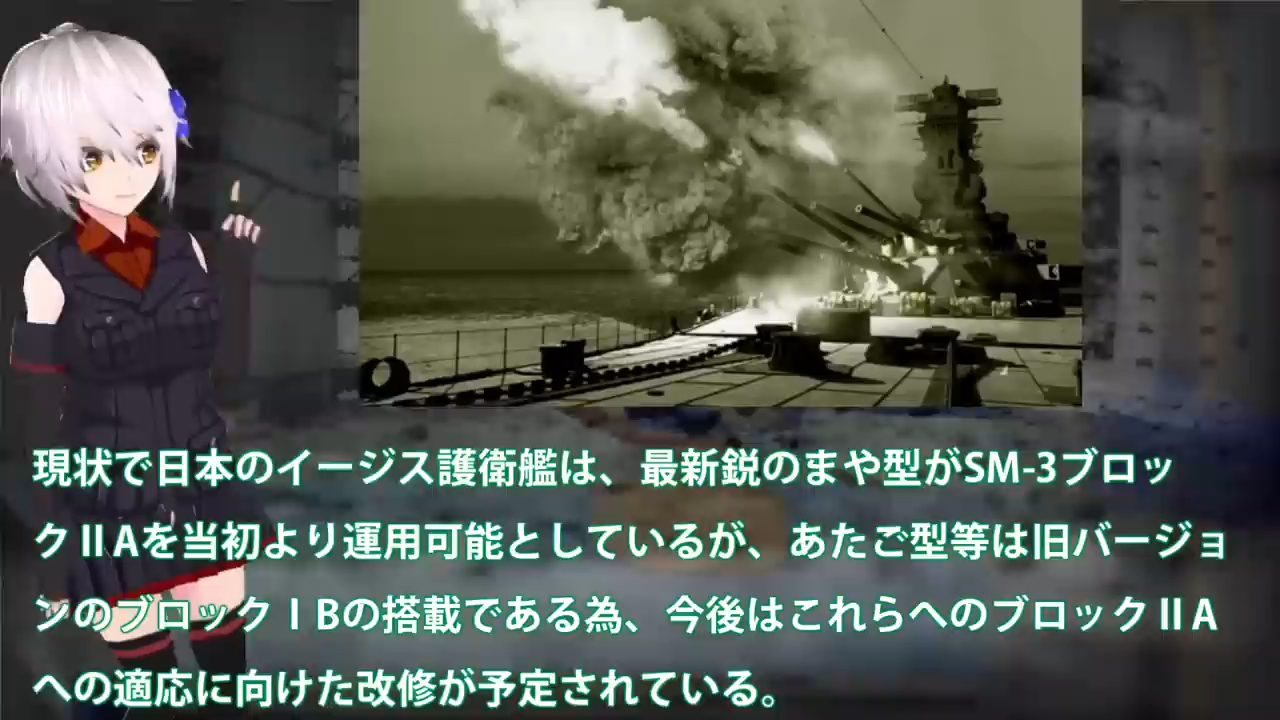 現状で日本のイージス護衛艦は、最新鋭のまや型がSM-3ブロッ
クⅡAを当初より運用可能としているが、あたご型等は旧バージョ
ンのブロックⅠBの搭載である為、今後はこれらへのブロックⅡA
への適応に向けた改修が予定されている。